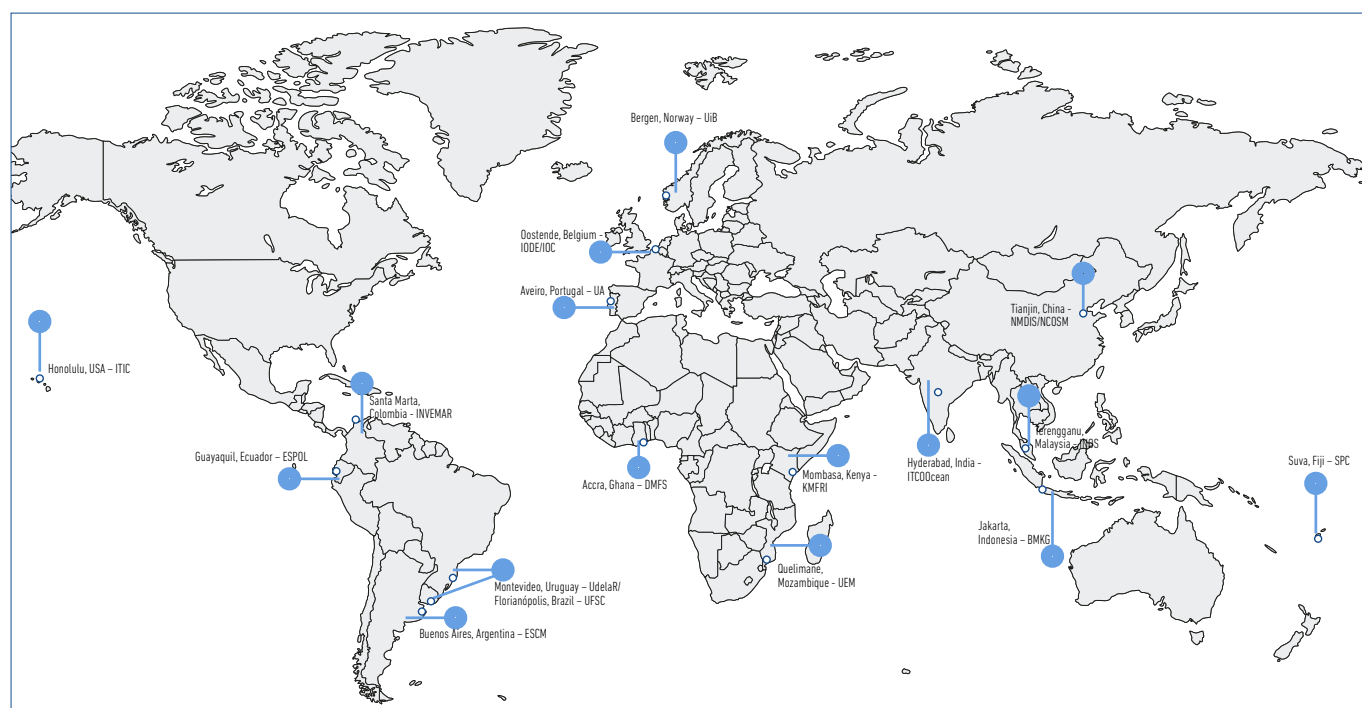 Bergen, Norway – UiB
Oostende, Belgium -
IODE/IOC
Aveiro, Portugal – UA
Tianjin, China -
NMDIS/NCOSM
Honolulu, USA – ITIC
Santa Marta,
Colombia - INVEMAR
Guayaquil, Ecuador – ESPOL
Accra, Ghana – DMFS
Mombasa, Kenya -
KMFRI
Hyderabad, India -
ITCOOcean
Terengganu,
Malaysia –
Suva, Fiji – SPC
Jakarta,
Indonesia – BMKG
Quelimane,
Mozambique - UEM
Montevideo, Uruguay – UdelaR/
Florianópolis, Brazil – UFSC
Buenos Aires, Argentina – ESCM